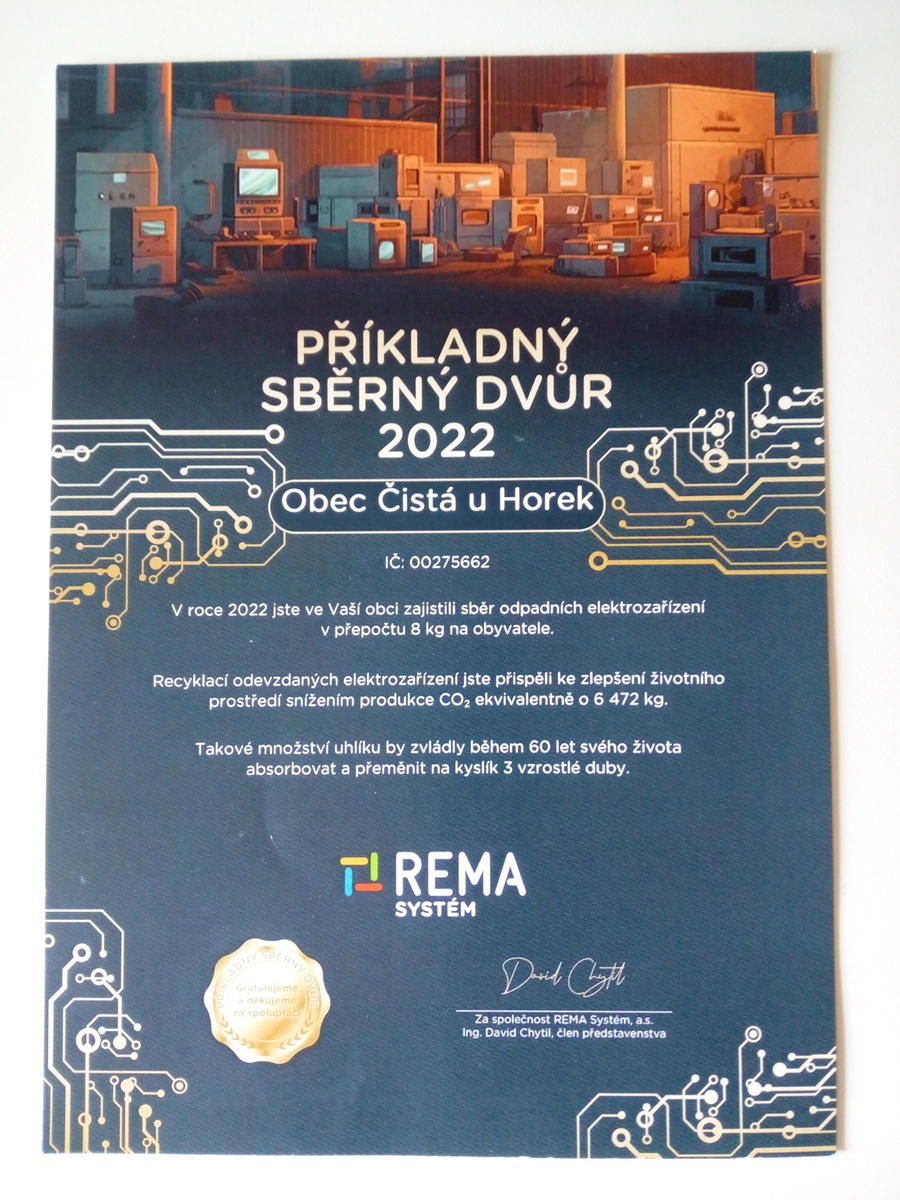 PŘÍKLADNÝ
SBĚRNÝ DVŮR
2022
Obec Čistá u Horek
IČ: 00275662
V roce 2022 jste ve Vaší obci zajistili sběr odpadních elektrozařízení
v přepočtu 8 kg na obyvatele.
Recyklací odevzdaných elektrozařízení jste přispěli ke zlepšení životního
prostředí snížením produkce CO₂ ekvivalentně o 6 472 kg.
Takové množství uhlíku by zvládly během 60 let svého života
absorbovat a přeměnit na kyslík 3 vzrostlé duby.
REMA
SYSTÉM
PŘÍKLADNÝ SBĚRNÝ DVŮR
Gratulujeme
a děkujeme
za spolupráci
David Chytil
Za společnost REMA Systém, a.s.
Ing. David Chytil, člen představenstva